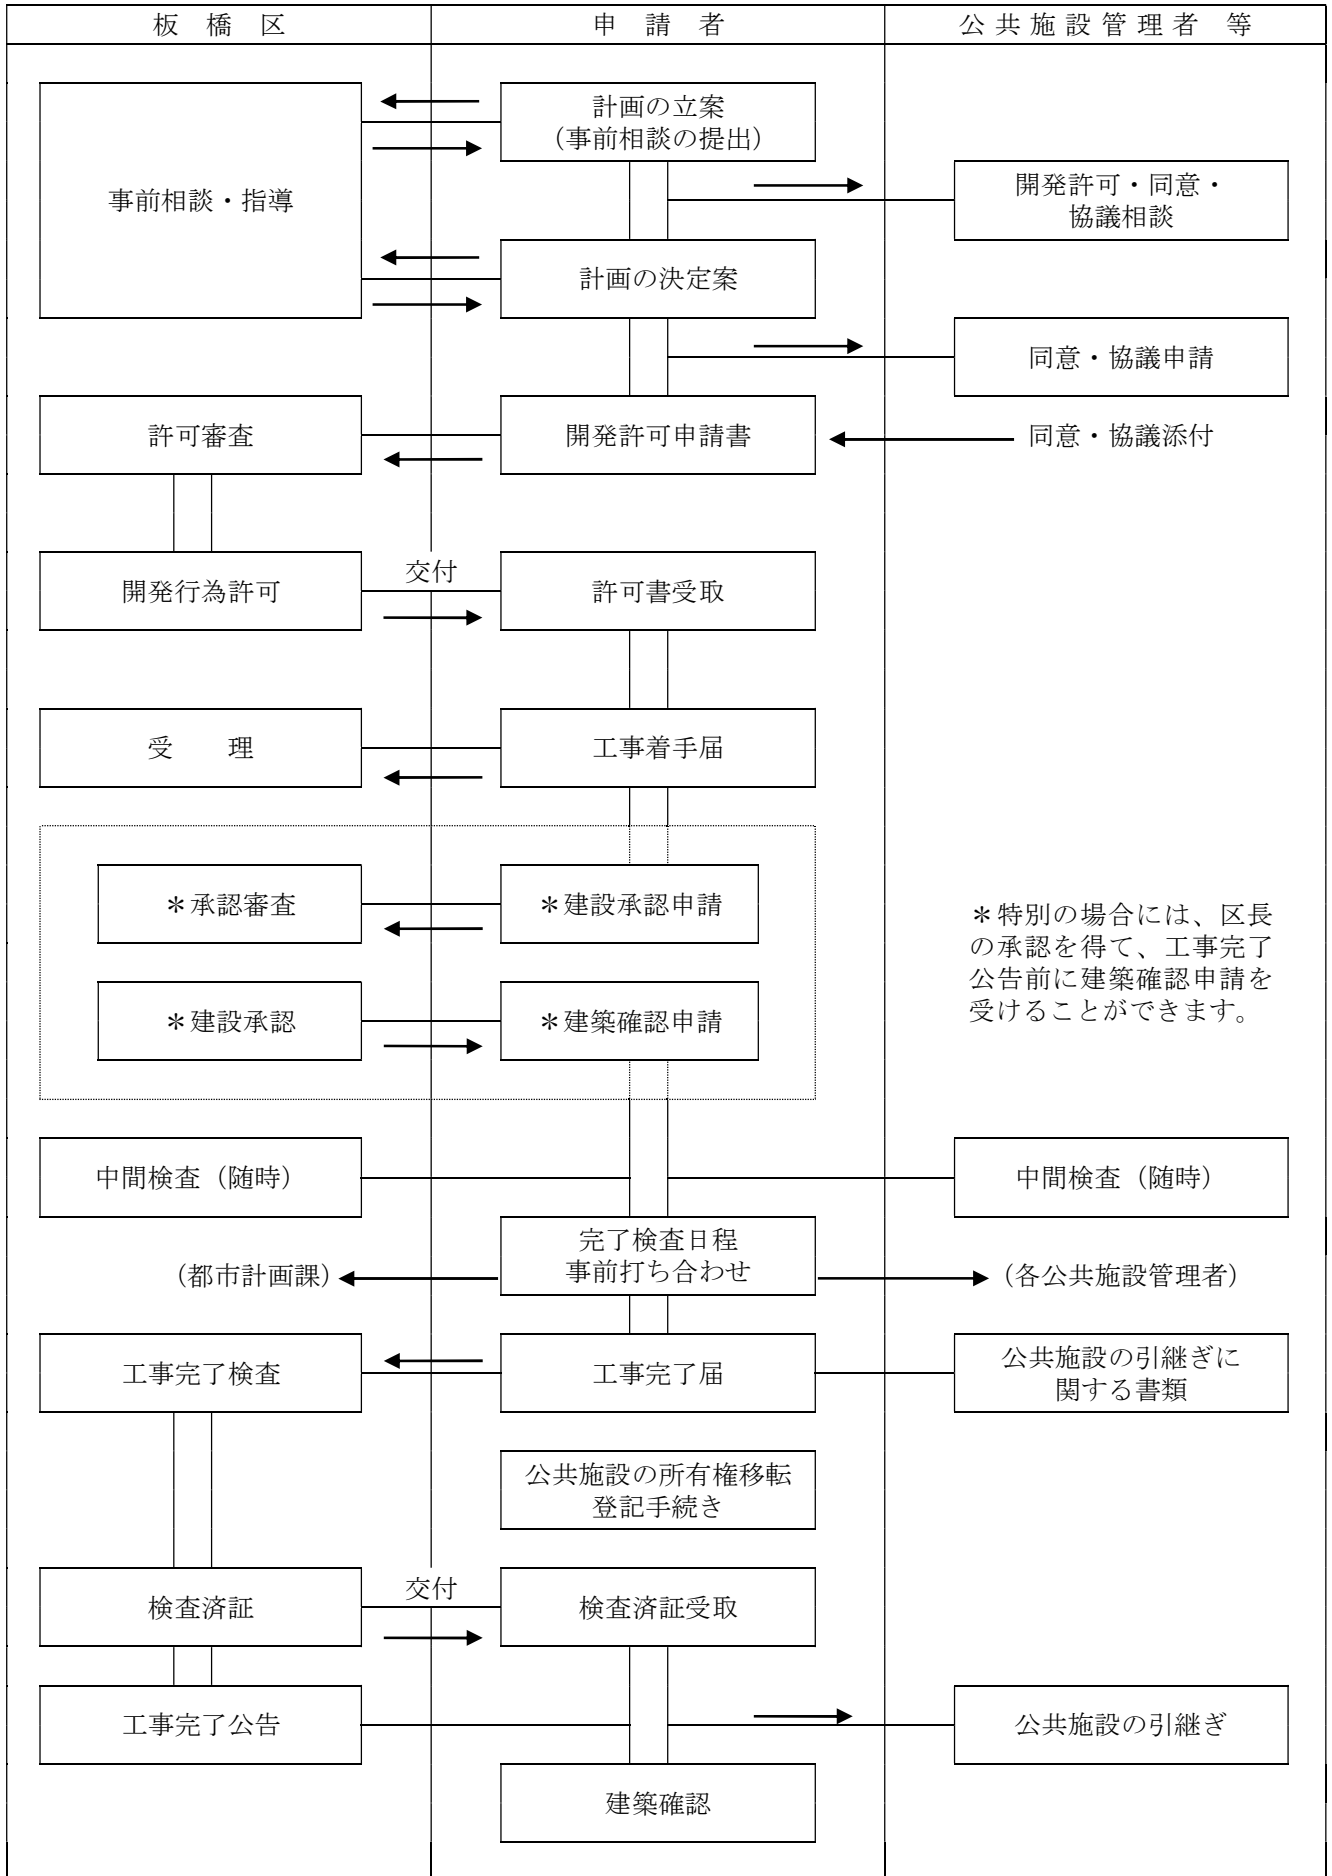 板橋区
申請者
公共施設管理者 等
計画の立案
（事前相談の提出）
事前相談・指導
開発許可・同意・
協議相談
計画の決定案
同意・協議申請
許可審査
開発許可申請書
同意・協議添付
開発行為許可
交付
許可書受取
受 理
工事着手届
＊承認審査
＊建設承認申請
＊特別の場合には、区長
の承認を得て、工事完了
公告前に建築確認申請を
受けることができます。
＊建設承認
＊建築確認申請
中間検査（随時）
中間検査（随時）
完了検査日程
事前打ち合わせ
（都市計画課）
（各公共施設管理者）
工事完了検査
工事完了届
公共施設の引継ぎに
関する書類
公共施設の所有権移転
登記手続き
検査済証
交付
検査済証受取
工事完了公告
公共施設の引継ぎ
建築確認